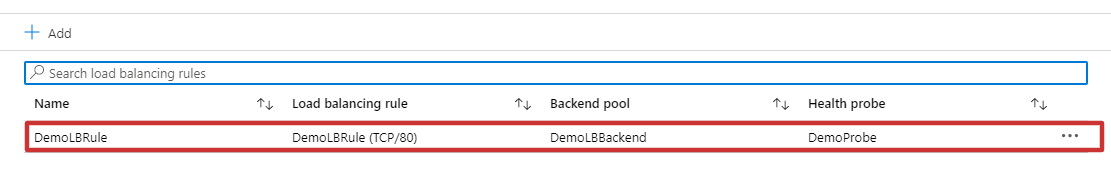 Add
Search load balancing rules
Name Load balancing rule Backend pool Health probe
DemoLBRule DemoLBRule (TCP/80) DemoLBBackend DemoProbe